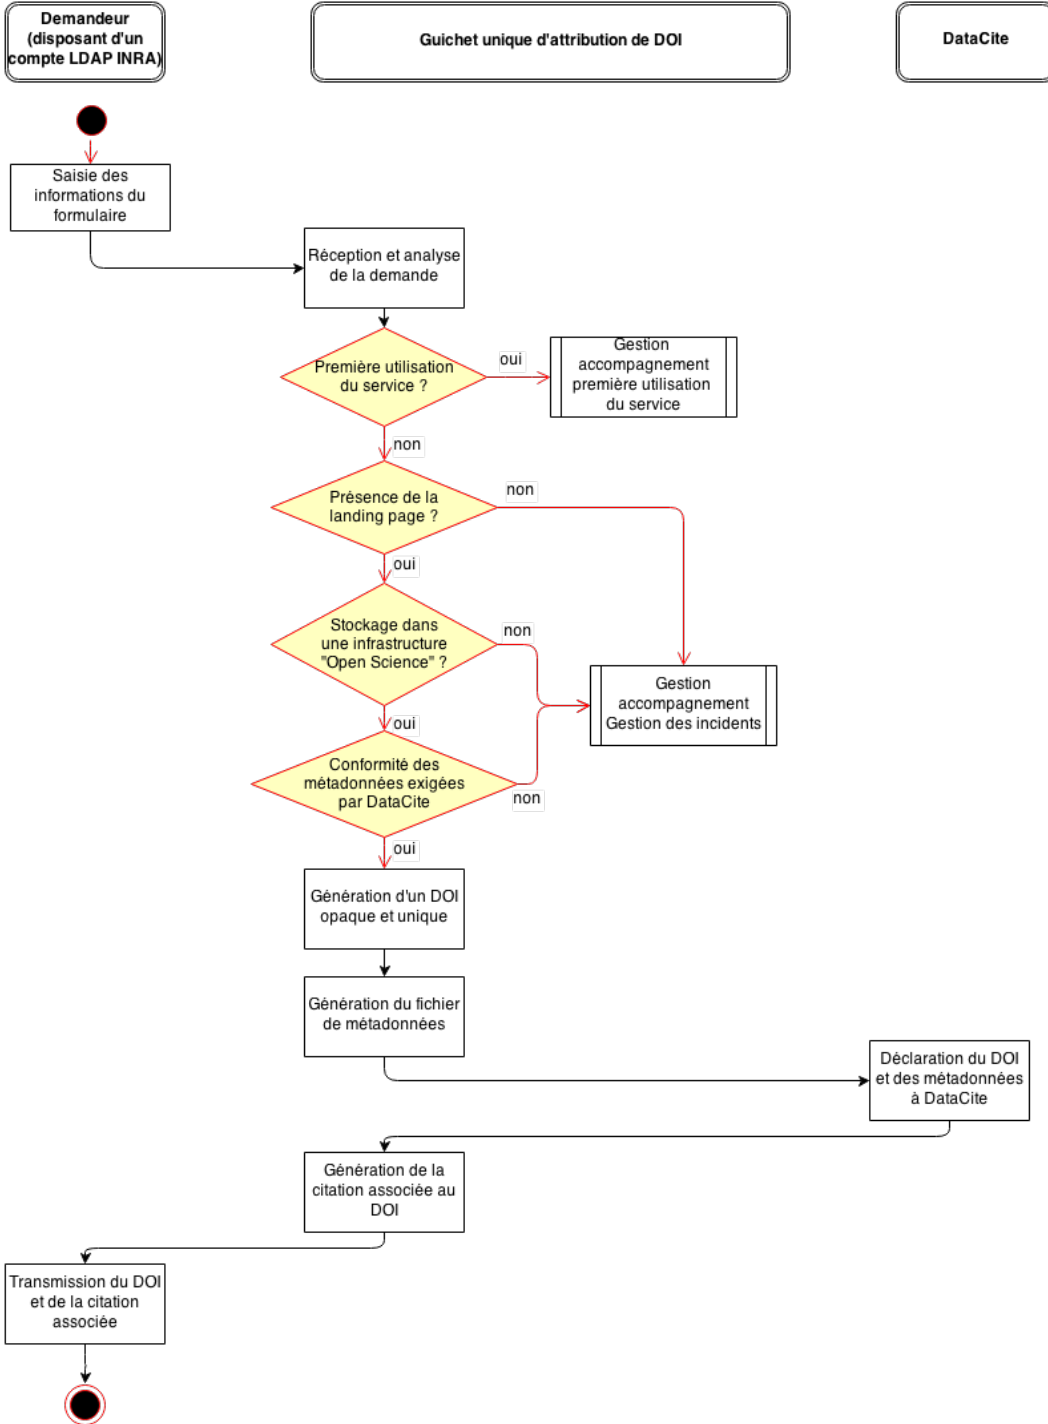 Demandeur
(disposant d'un
compte LDAP INRA)
Guichet unique d'attribution de DOI
DataCite
Saisie des
informations du
formulaire
Réception et analyse
de la demande
Première utilisation
du service ?
oui
Gestion
accompagnement
première utilisation
du service
non
Présence de la
landing page ?
non
oui
Stockage dans
une infrastructure
"Open Science" ?
non
Gestion
accompagnement
Gestion des incidents
oui
Conformité des
métadonnées exigées
par DataCite
non
oui
Génération d'un DOI
opaque et unique
Génération du fichier
de métadonnées
Déclaration du DOI
et des métadonnées
à DataCite
Génération de la
citation associée au
DOI
Transmission du DOI
et de la citation
associée